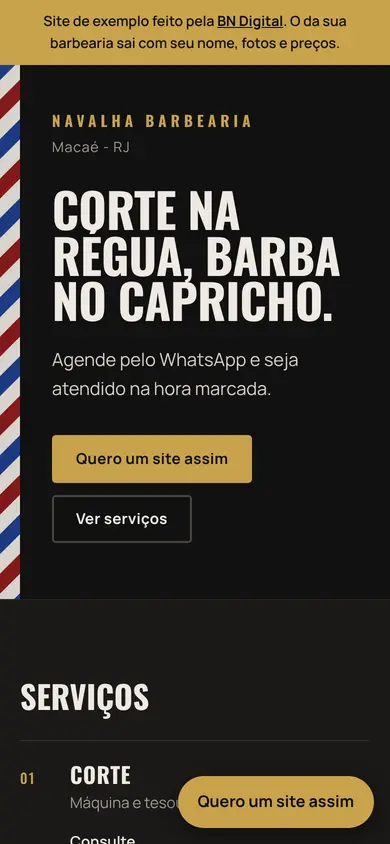 Site de exemplo feito pela BN Digital. O da sua
barbearia sai com seu nome, fotos e preços.
NAVALHA BARBEARIA
Macaé - RJ
CORTE NA
RÉGUA, BARBA
NO CAPRICHO.
Agende pelo WhatsApp e seja
atendido na hora marcada.
Quero um site assim
Ver serviços
SERVIÇOS
01 CORTE
Máquina e
Quero um site assim
Consulte